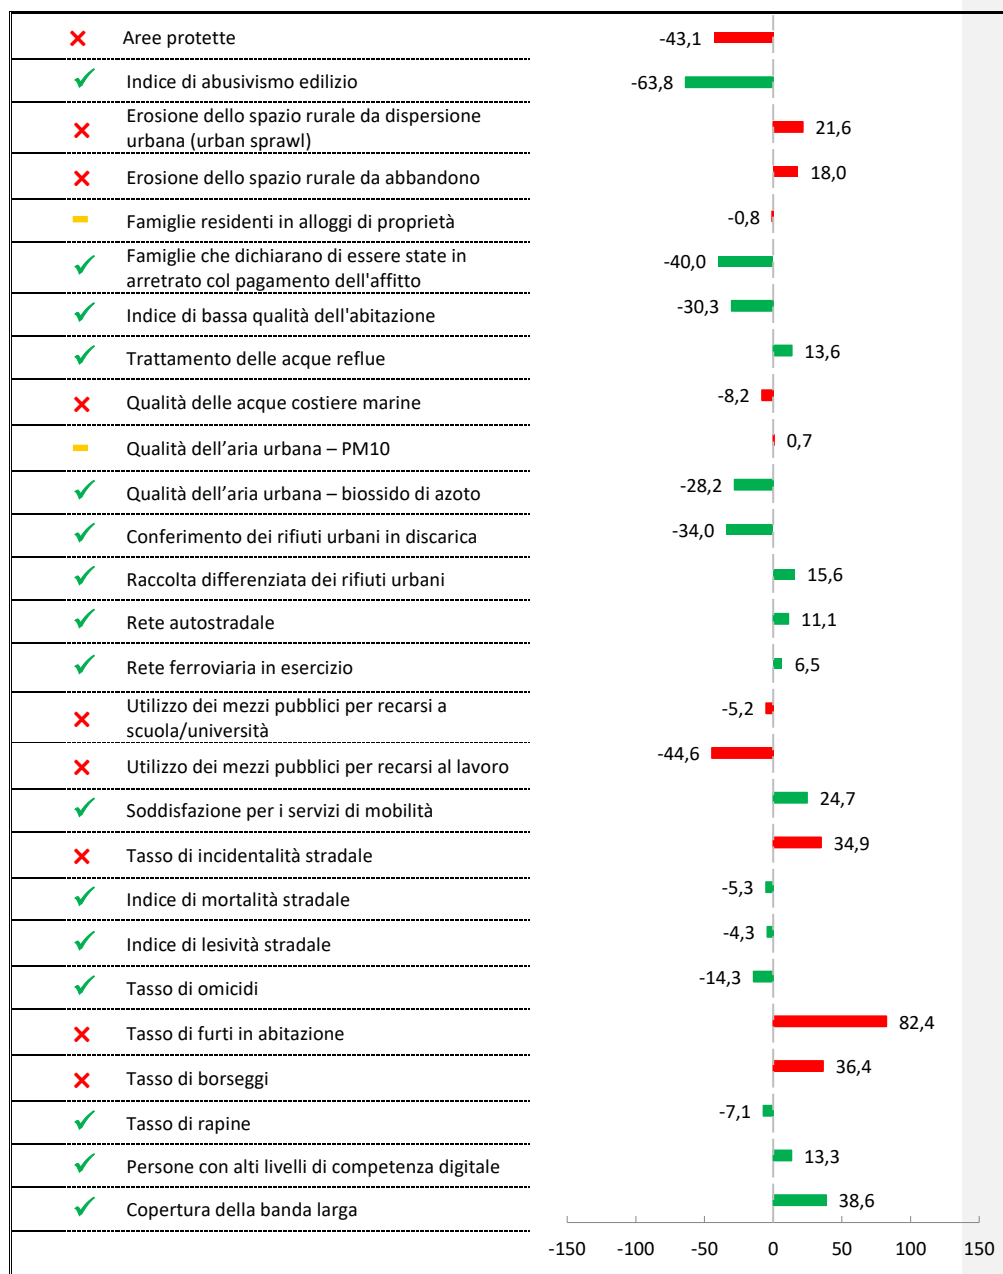 Aree protette -43,1
Indice di abusivismo edilizio -63,8
Erosione dello spazio rurale da dispersione
urbana (urban sprawl) 21,6
Erosione dello spazio rurale da abbandono 18,0
Famiglie residenti in alloggi di proprietà -0,8
Famiglie che dichiarano di essere state in
arretrato col pagamento dell'affitto -40,0
Indice di bassa qualità dell'abitazione -30,3
Trattamento delle acque reflue 13,6
Qualità delle acque costiere marine -8,2
Qualità dell’aria urbana – PM10 0,7
Qualità dell’aria urbana – biossido di azoto -28,2
Conferimento dei rifiuti urbani in discarica -34,0
Raccolta differenziata dei rifiuti urbani 15,6
Rete autostradale 11,1
Rete ferroviaria in esercizio 6,5
Utilizzo dei mezzi pubblici per recarsi a
scuola/università -5,2
Utilizzo dei mezzi pubblici per recarsi al lavoro -44,6
Soddisfazione per i servizi di mobilità 24,7
Tasso di incidentalità stradale 34,9
Indice di mortalità stradale -5,3
Indice di lesività stradale -4,3
Tasso di omicidi -14,3
Tasso di furti in abitazione 82,4
Tasso di borseggi 36,4
Tasso di rapine -7,1
Persone con alti livelli di competenza digitale 13,3
Copertura della banda larga 38,6
-150 -100 -50 0 50 100 150